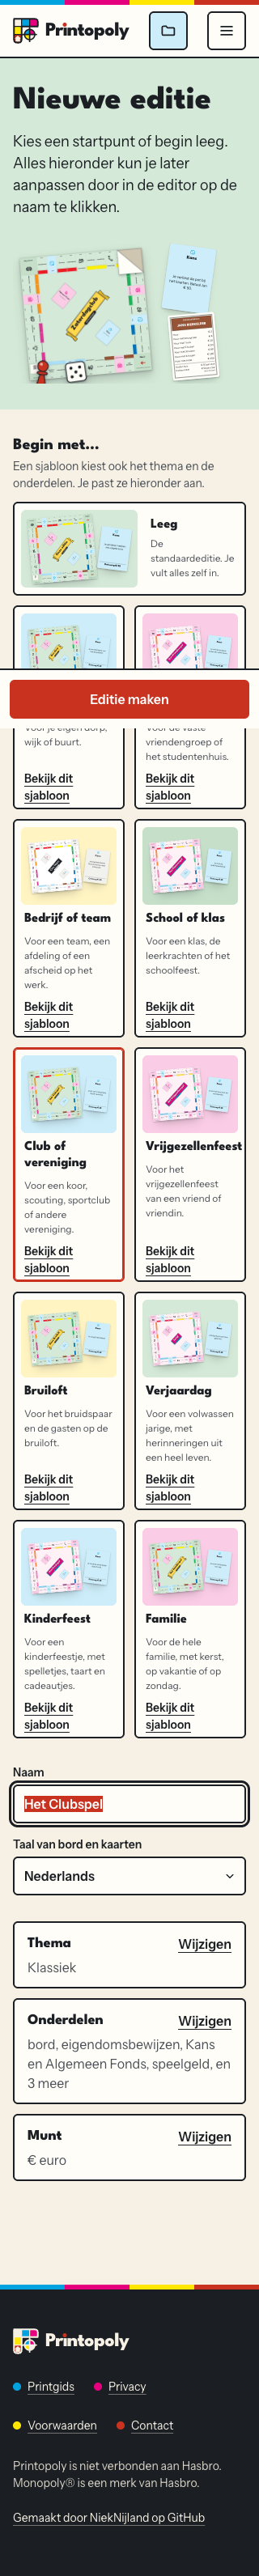 Printopoly
Nieuwe editie
Kies een startpunt of begin leeg.
Alles hieronder kun je later
aanpassen door in de editor op de
naam te klikken.
Zaterdagclub
Kans
Begin met...
Een sjabloon kiest ook het thema en de
onderdelen. Je past ze hieronder aan.
Leeg
De
standaardeditie. Je
vult alles zelf in.
Editie maken
Voor je eigen dorp,
wijk of buurt.
Bekijk dit
sjabloon
Voor de vaste
vriendengroep of
het studentenhuis.
Bekijk dit
sjabloon
Bedrijf of team
Voor een team, een
afdeling of een
afscheid op het
werk.
Bekijk dit
sjabloon
School of klas
Voor een klas, de
leerkrachten of het
schoolfeest.
Bekijk dit
sjabloon
Club of
vereniging
Voor een koor,
scouting, sportclub
of andere
vereniging.
Bekijk dit
sjabloon
Vrijgezellenfeest
Voor het
vrijgezellenfeest
van een vriend of
vriendin.
Bekijk dit
sjabloon
Bruiloft
Voor het bruidspaar
en de gasten op de
bruiloft.
Bekijk dit
sjabloon
Verjaardag
Voor een volwassen
jarige, met
herinneringen uit
een heel leven.
Bekijk dit
sjabloon
Kinderfeest
Voor een
kinderfeestje, met
spelletjes, taart en
cadeautjes.
Bekijk dit
sjabloon
Familie
Voor de hele
familie, met kerst,
op vakantie of op
zondag.
Bekijk dit
sjabloon
Naam
Het Clubspel
Taal van bord en kaarten
Nederlands
Thema
Wijzigen
Klassiek
Onderdelen
Wijzigen
bord, eigendomsbewijzen, Kans
en Algemeen Fonds, speelgeld, en
3 meer
Munt
Wijzigen
€ euro
Printopoly
Printgids
Privacy
Voorwaarden
Contact
Printopoly is niet verbonden aan Hasbro.
Monopoly® is een merk van Hasbro.
Gemaakt door NiekNijland op GitHub